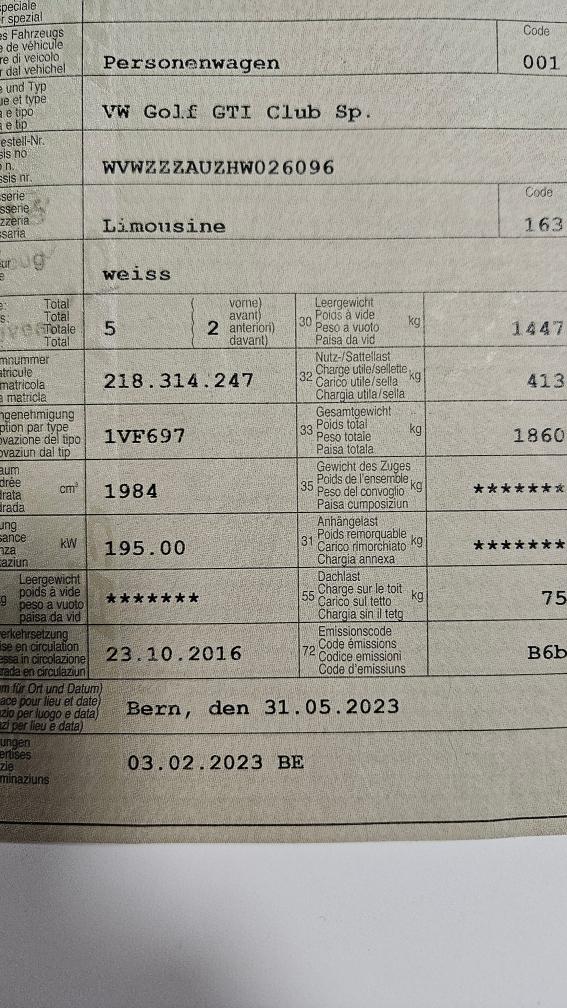 speciale
r spezial
es Fahrzeugs
e de véhicule
re di veicolo
r dal vehichel
Personenwagen
Code
001
e und Typ
ue et type
a e tipo
a e tip
VW Golf GTI Club Sp.
estell-Nr.
sis no
o n.
ssis nr.
WVWZZZAUZHW026096
serie
sserie
zzeria
ssaria
Limousine
Code
163
ur
e
weiss
e: Total
s: Total
Totale
Total
5
2
vorne)
avant)
anteriori)
davant)
30 Leergewicht
Poids à vide
Peso a vuoto
Paisa da vid
kg
1447
mnummer
atricule
matricola
a matricla
218.314.247
32 Nutz-/Sattellast
Charge utile/sellette
Carico utile/sella
Chargia utila/sella
kg
413
ngenehmigung
ption par type
ovazione del tipo
ovaziun dal tip
1VF697
33 Gesamtgewicht
Poids total
Peso totale
Paisa totala
kg
1860
aum
drée
drata
drada
cm³
1984
35 Gewicht des Zuges
Poids de l'ensemble
Peso del convoglio
Paisa cumposiziun
kg
*******
ung
sance
nza
aziun
kW
195.00
31 Anhängelast
Poids remorquable
Carico rimorchiato
Chargia annexa
kg
*******
g
Leergewicht
poids à vide
peso a vuoto
paisa da vid
*******
55 Dachlast
Charge sur le toit
Carico sul tetto
Chargia sin il tetg
kg
75
erkehrsetzung
ise en circulation
essa in circolazione
rada en circulaziun
23.10.2016
72 Emissionscode
Code émissions
Codice emissioni
Code d'emissiuns
B6b
m für Ort und Datum)
ace pour lieu et date)
zio per luogo e data)
azi per lieu e data)
Bern, den 31.05.2023
ungen
ertises
zie
minaziuns
03.02.2023 BE